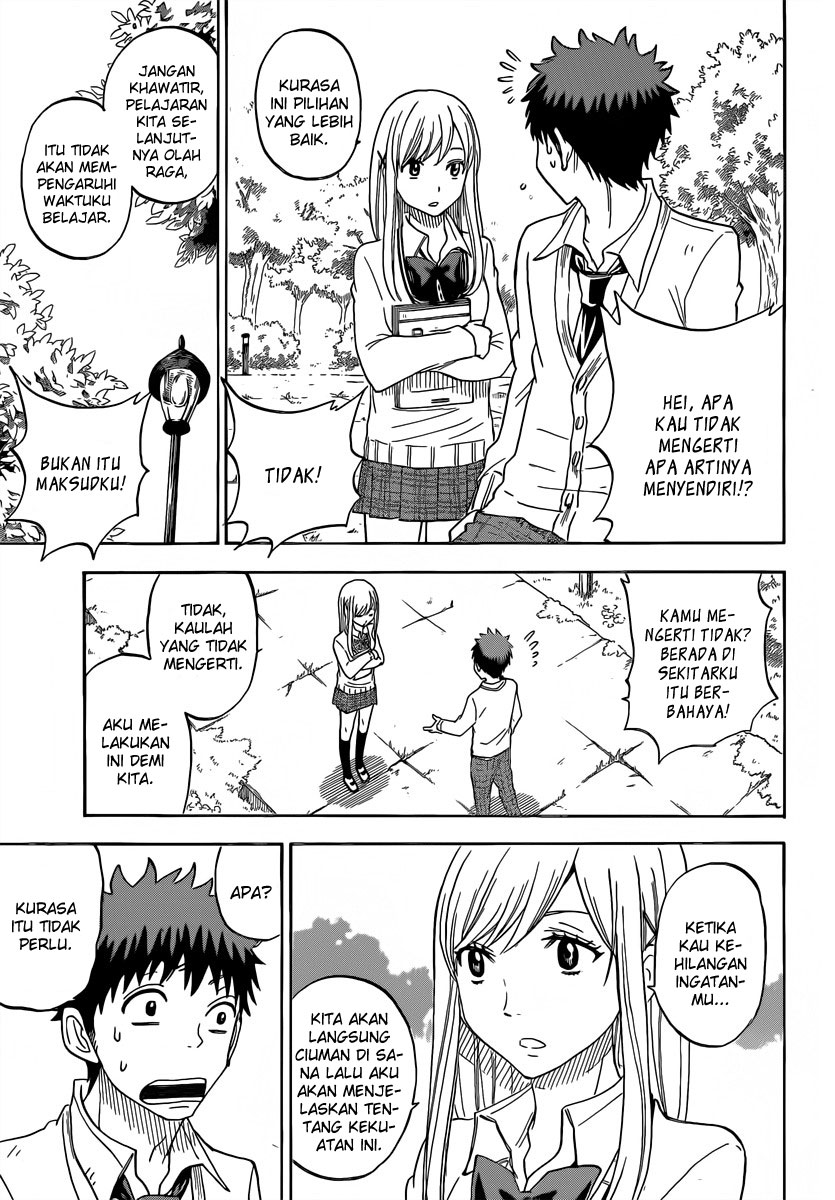 HEI, APA
KAU TIDAK
MENGERTI
APA ARTINYA
MENYENDIRI!?
KURASA
INI PILIHAN
YANG LEBIH
BAIK.
TIDAK!
JANGAN
KHAWATIR,
PELAJARAN
KITA SE-
LANJUT-
NYA OLAH
RAGA,
ITU TIDAK
AKAN MEM-
PENGARUHI
WAKTUKU
BELAJAR.
BUKAN ITU
MAKSUDKU!
KAMU ME-
NGERTI TIDAK?
BERADA DI
SEKITARKU
ITU BER-
BAHAYA!
TIDAK,
KAULAH
YANG TIDAK
MENGERTI.
AKU ME-
LAKUKAN
INI DEMI
KITA.
KETIKA
KAU KE-
HILANGAN
INGATAN-
MU...
KITA AKAN
LANGSUNG
CIUMAN DI SA-
NA LALU AKU
AKAN MENJE-
LASKAN TEN-
TANG KEKU-
ATAN INI.
APA?
KURASA
ITU TIDAK
PERLU.